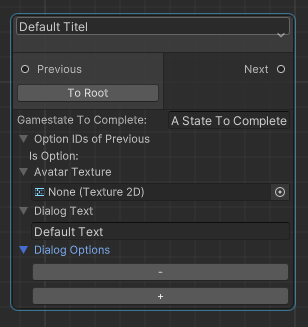 Default Titel
Previous
Next
To Root
Gamestate To Complete: A State To Complete
Option IDs of Previous
Is Option:
Avatar Texture
None (Texture 2D)
Dialog Text
Default Text
Dialog Options
-
+